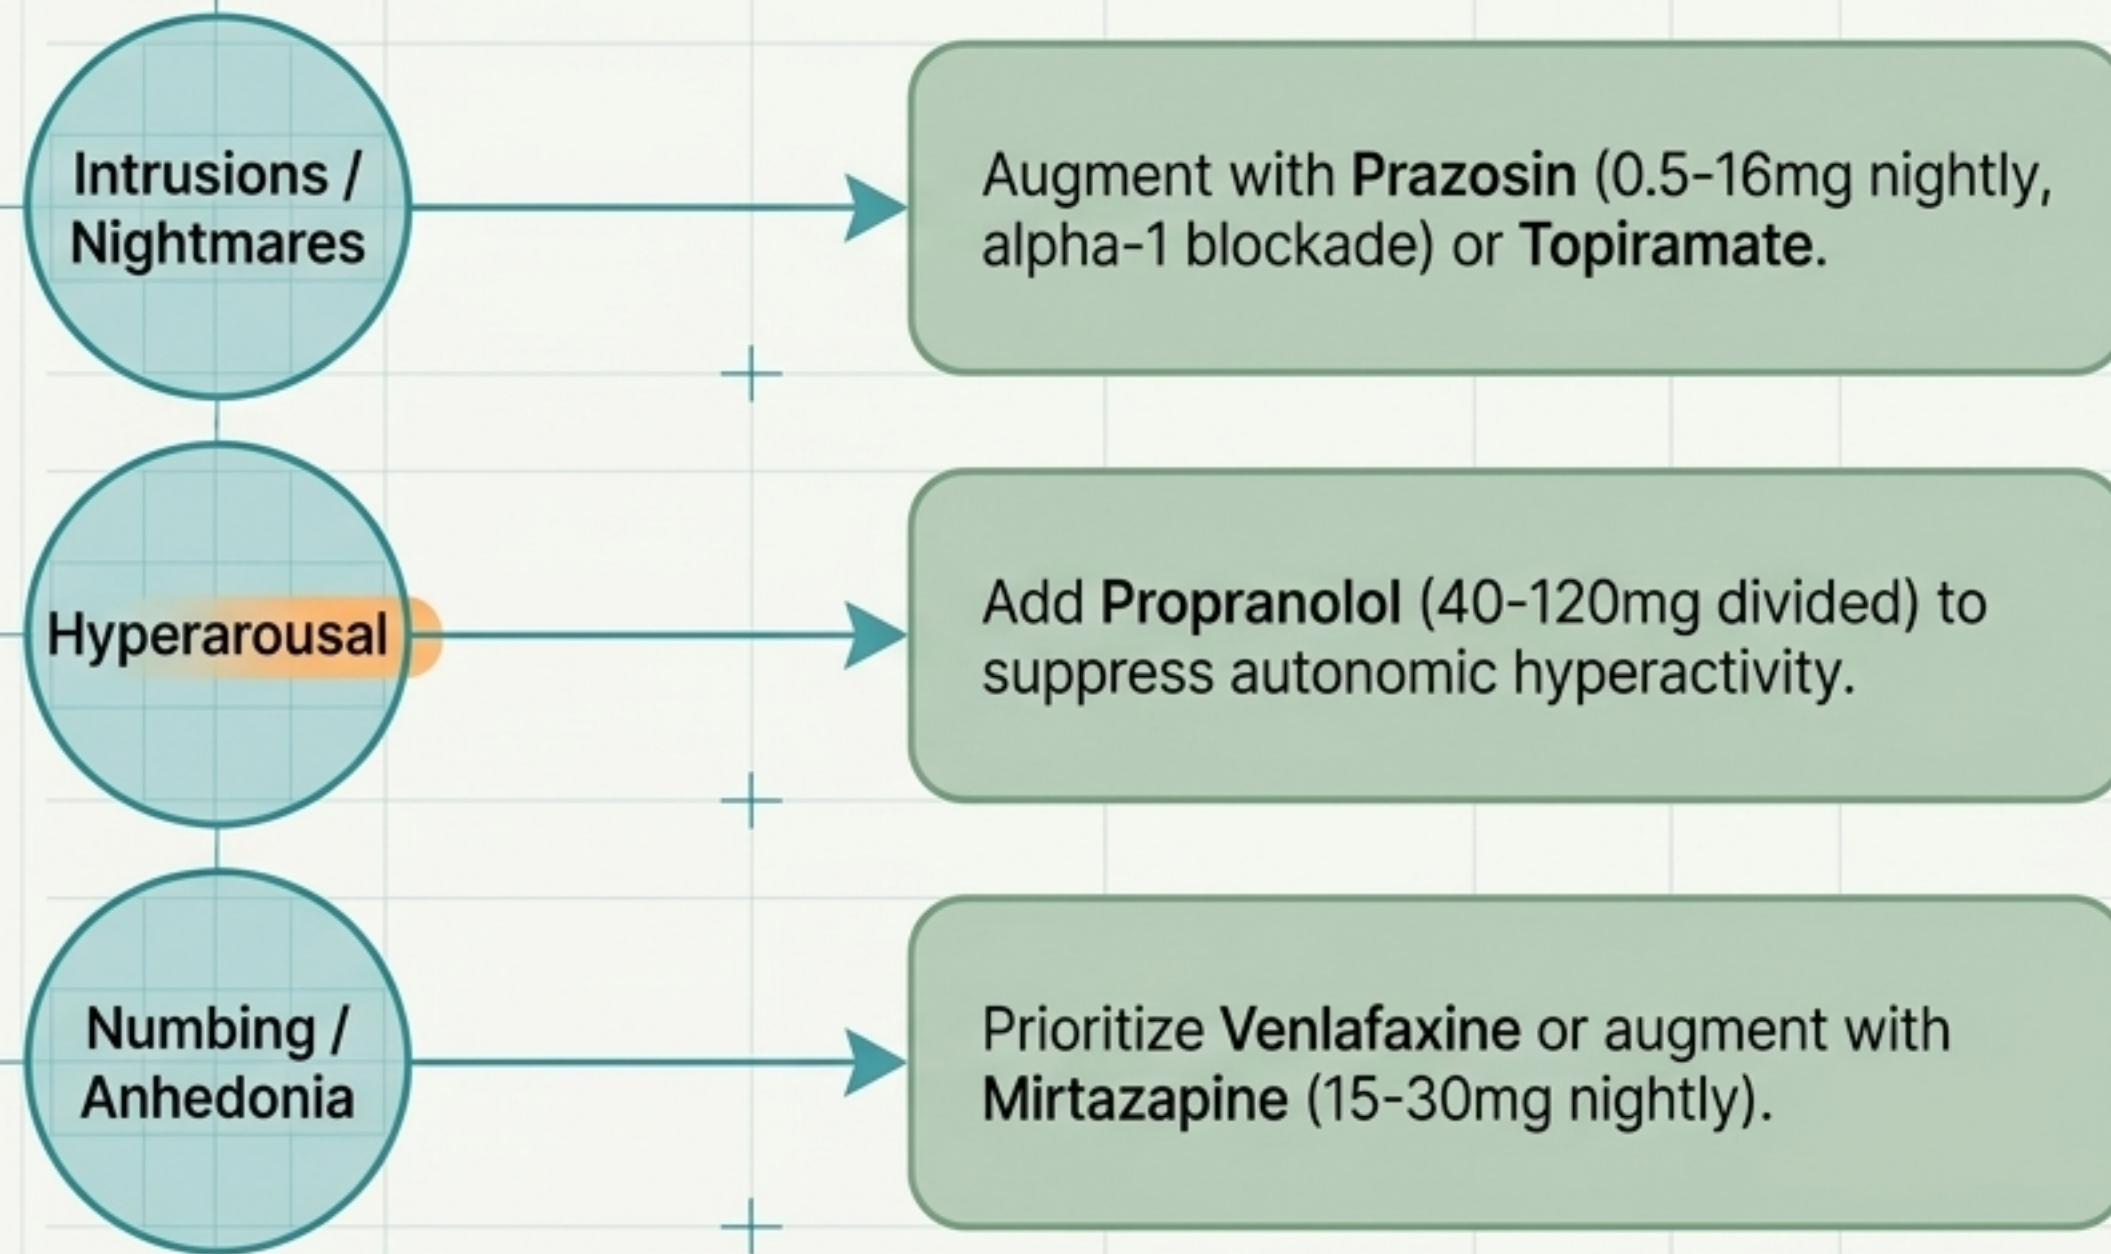 Intrusions /
Nightmares
Augment with Prazosin (0.5-16mg nightly,
alpha-1 blockade) or Topiramate.
Hyperarousal
Add Propranolol (40-120mg divided) to
suppress autonomic hyperactivity.
Numbing /
Anhedonia
Prioritize Venlafaxine or augment with
Mirtazapine (15-30mg nightly).